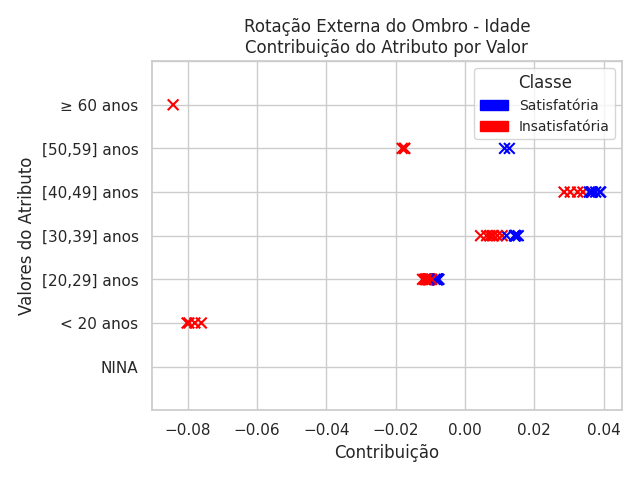 Rotação Externa do Ombro - Idade
Contribuição do Atributo por Valor
Classe
Satisfatória
Insatisfatória
Valores do Atributo
≥ 60 anos
[50,59] anos
[40,49] anos
[30,39] anos
[20,29] anos
< 20 anos
NINA
−0.08 −0.06 −0.04 −0.02 0.00 0.02 0.04
Contribuição